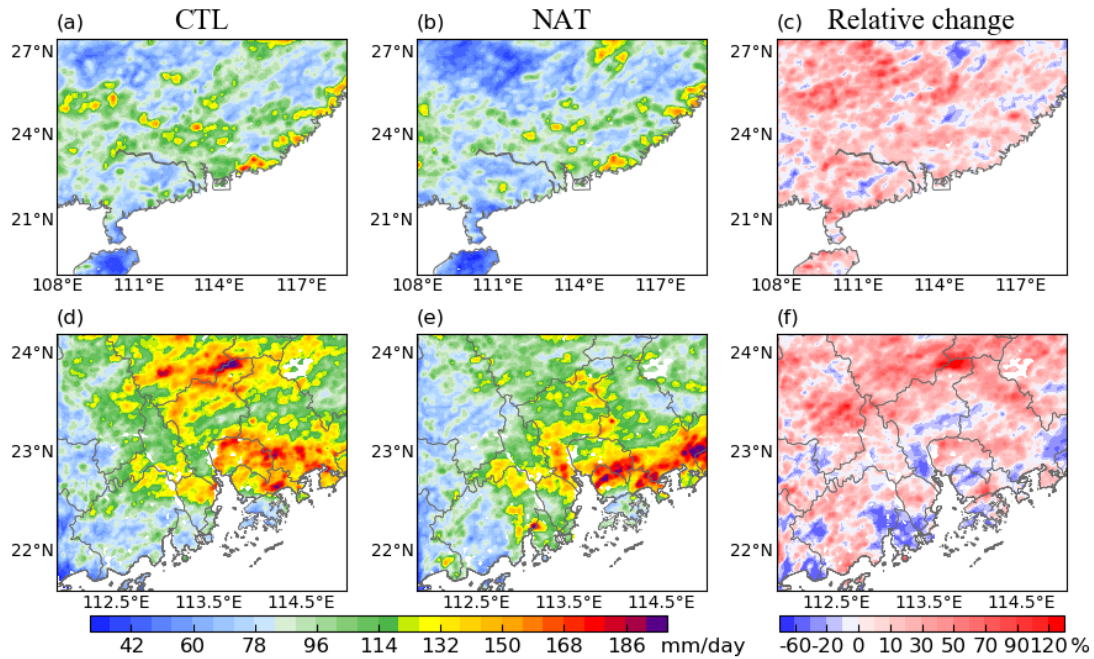 (a) CTL (b) NAT (c) Relative change
27°N 27°N 27°N
24°N 24°N 24°N
21°N 21°N 21°N
108°E 111°E 114°E 117°E 108°E 111°E 114°E 117°E 108°E 111°E 114°E 117°E
(d) (e) (f)
24°N 24°N 24°N
23°N 23°N 23°N
22°N 22°N 22°N
112.5°E 113.5°E 114.5°E 112.5°E 113.5°E 114.5°E 112.5°E 113.5°E 114.5°E
42 60 78 96 114 132 150 168 186 mm/day -60 -20 0 10 30 50 70 90 120 %